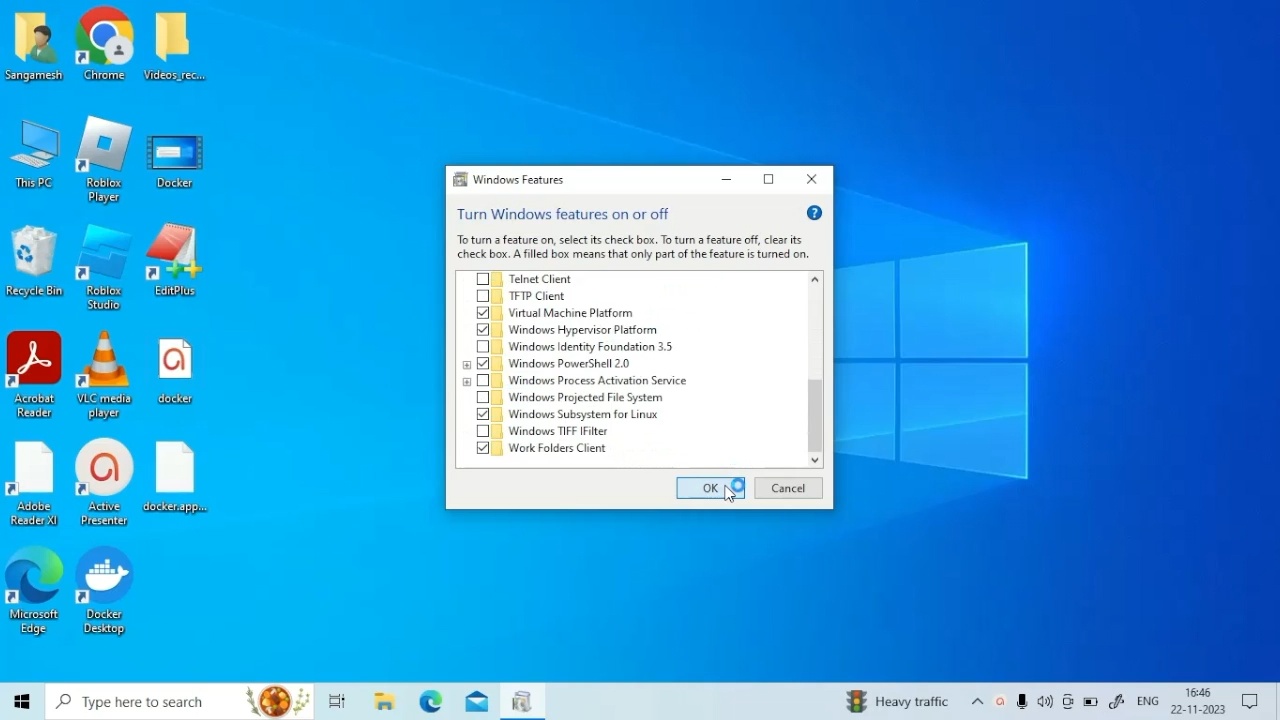 Sangamesh
Chrome
Videos_rec...
This PC
Roblox
Player
Docker
Recycle Bin
Roblox
Studio
EditPlus
Acrobat
Reader
VLC media
player
docker
Adobe
Reader XI
Active
Presenter
docker.app...
Microsoft
Edge
Docker
Desktop
Windows Features
Turn Windows features on or off
?
To turn a feature on, select its check box. To turn a feature off, clear its
check box. A filled box means that only part of the feature is turned on.
Telnet Client
TFTP Client
Virtual Machine Platform
Windows Hypervisor Platform
Windows Identity Foundation 3.5
Windows PowerShell 2.0
Windows Process Activation Service
Windows Projected File System
Windows Subsystem for Linux
Windows TIFF IFilter
Work Folders Client
OK
Cancel
Type here to search
Heavy traffic
ENG
16:46
22-11-2023